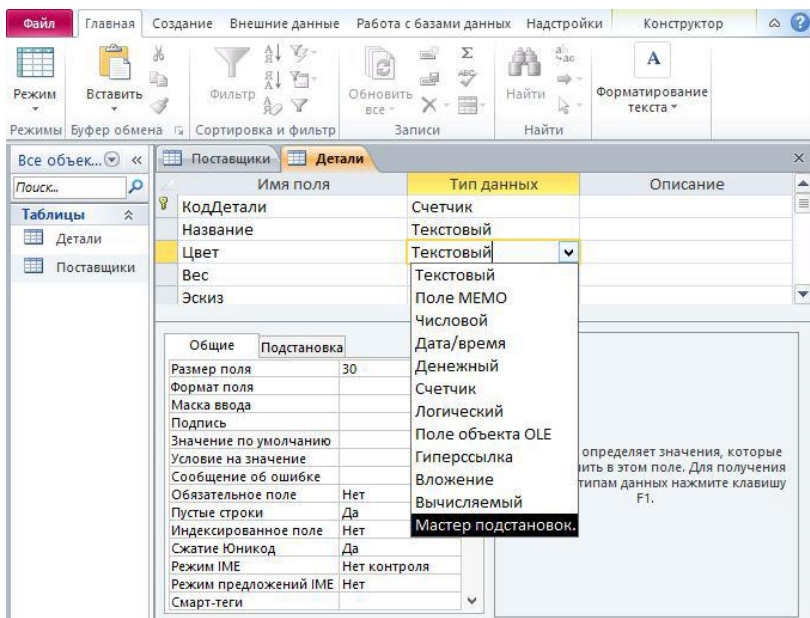 Файл Главная Создание Внешние данные Работа с базами данных Надстройки Конструктор
Режим Вставить Фильтр Обновить все Найти Форматирование текста
Режимы Буфер обмена Сортировка и фильтр Записи Найти
Все объек... « Поставщики Детали
Поиск... Имя поля Тип данных Описание
Таблицы
Детали
Поставщики
КодДетали Счетчик
Название Текстовый
Цвет Текстовый
Вес
Эскиз
Текстовый
Поле МЕМО
Числовой
Дата/время
Денежный
Счетчик
Логический
Поле объекта OLE
Гиперссылка
Вложение
Вычисляемый
Мастер подстановок.
Общие Подстановка
Размер поля 30
Формат поля
Маска ввода
Подпись
Значение по умолчанию
Условие на значение
Сообщение об ошибке
Обязательное поле Нет
Пустые строки Да
Индексированное поле Нет
Сжатие Юникод Да
Режим IME Нет контроля
Режим предложений IME Нет
Смарт-теги
определяет значения, которые
в этом поле. Для получения
типам данных нажмите клавишу
F1.